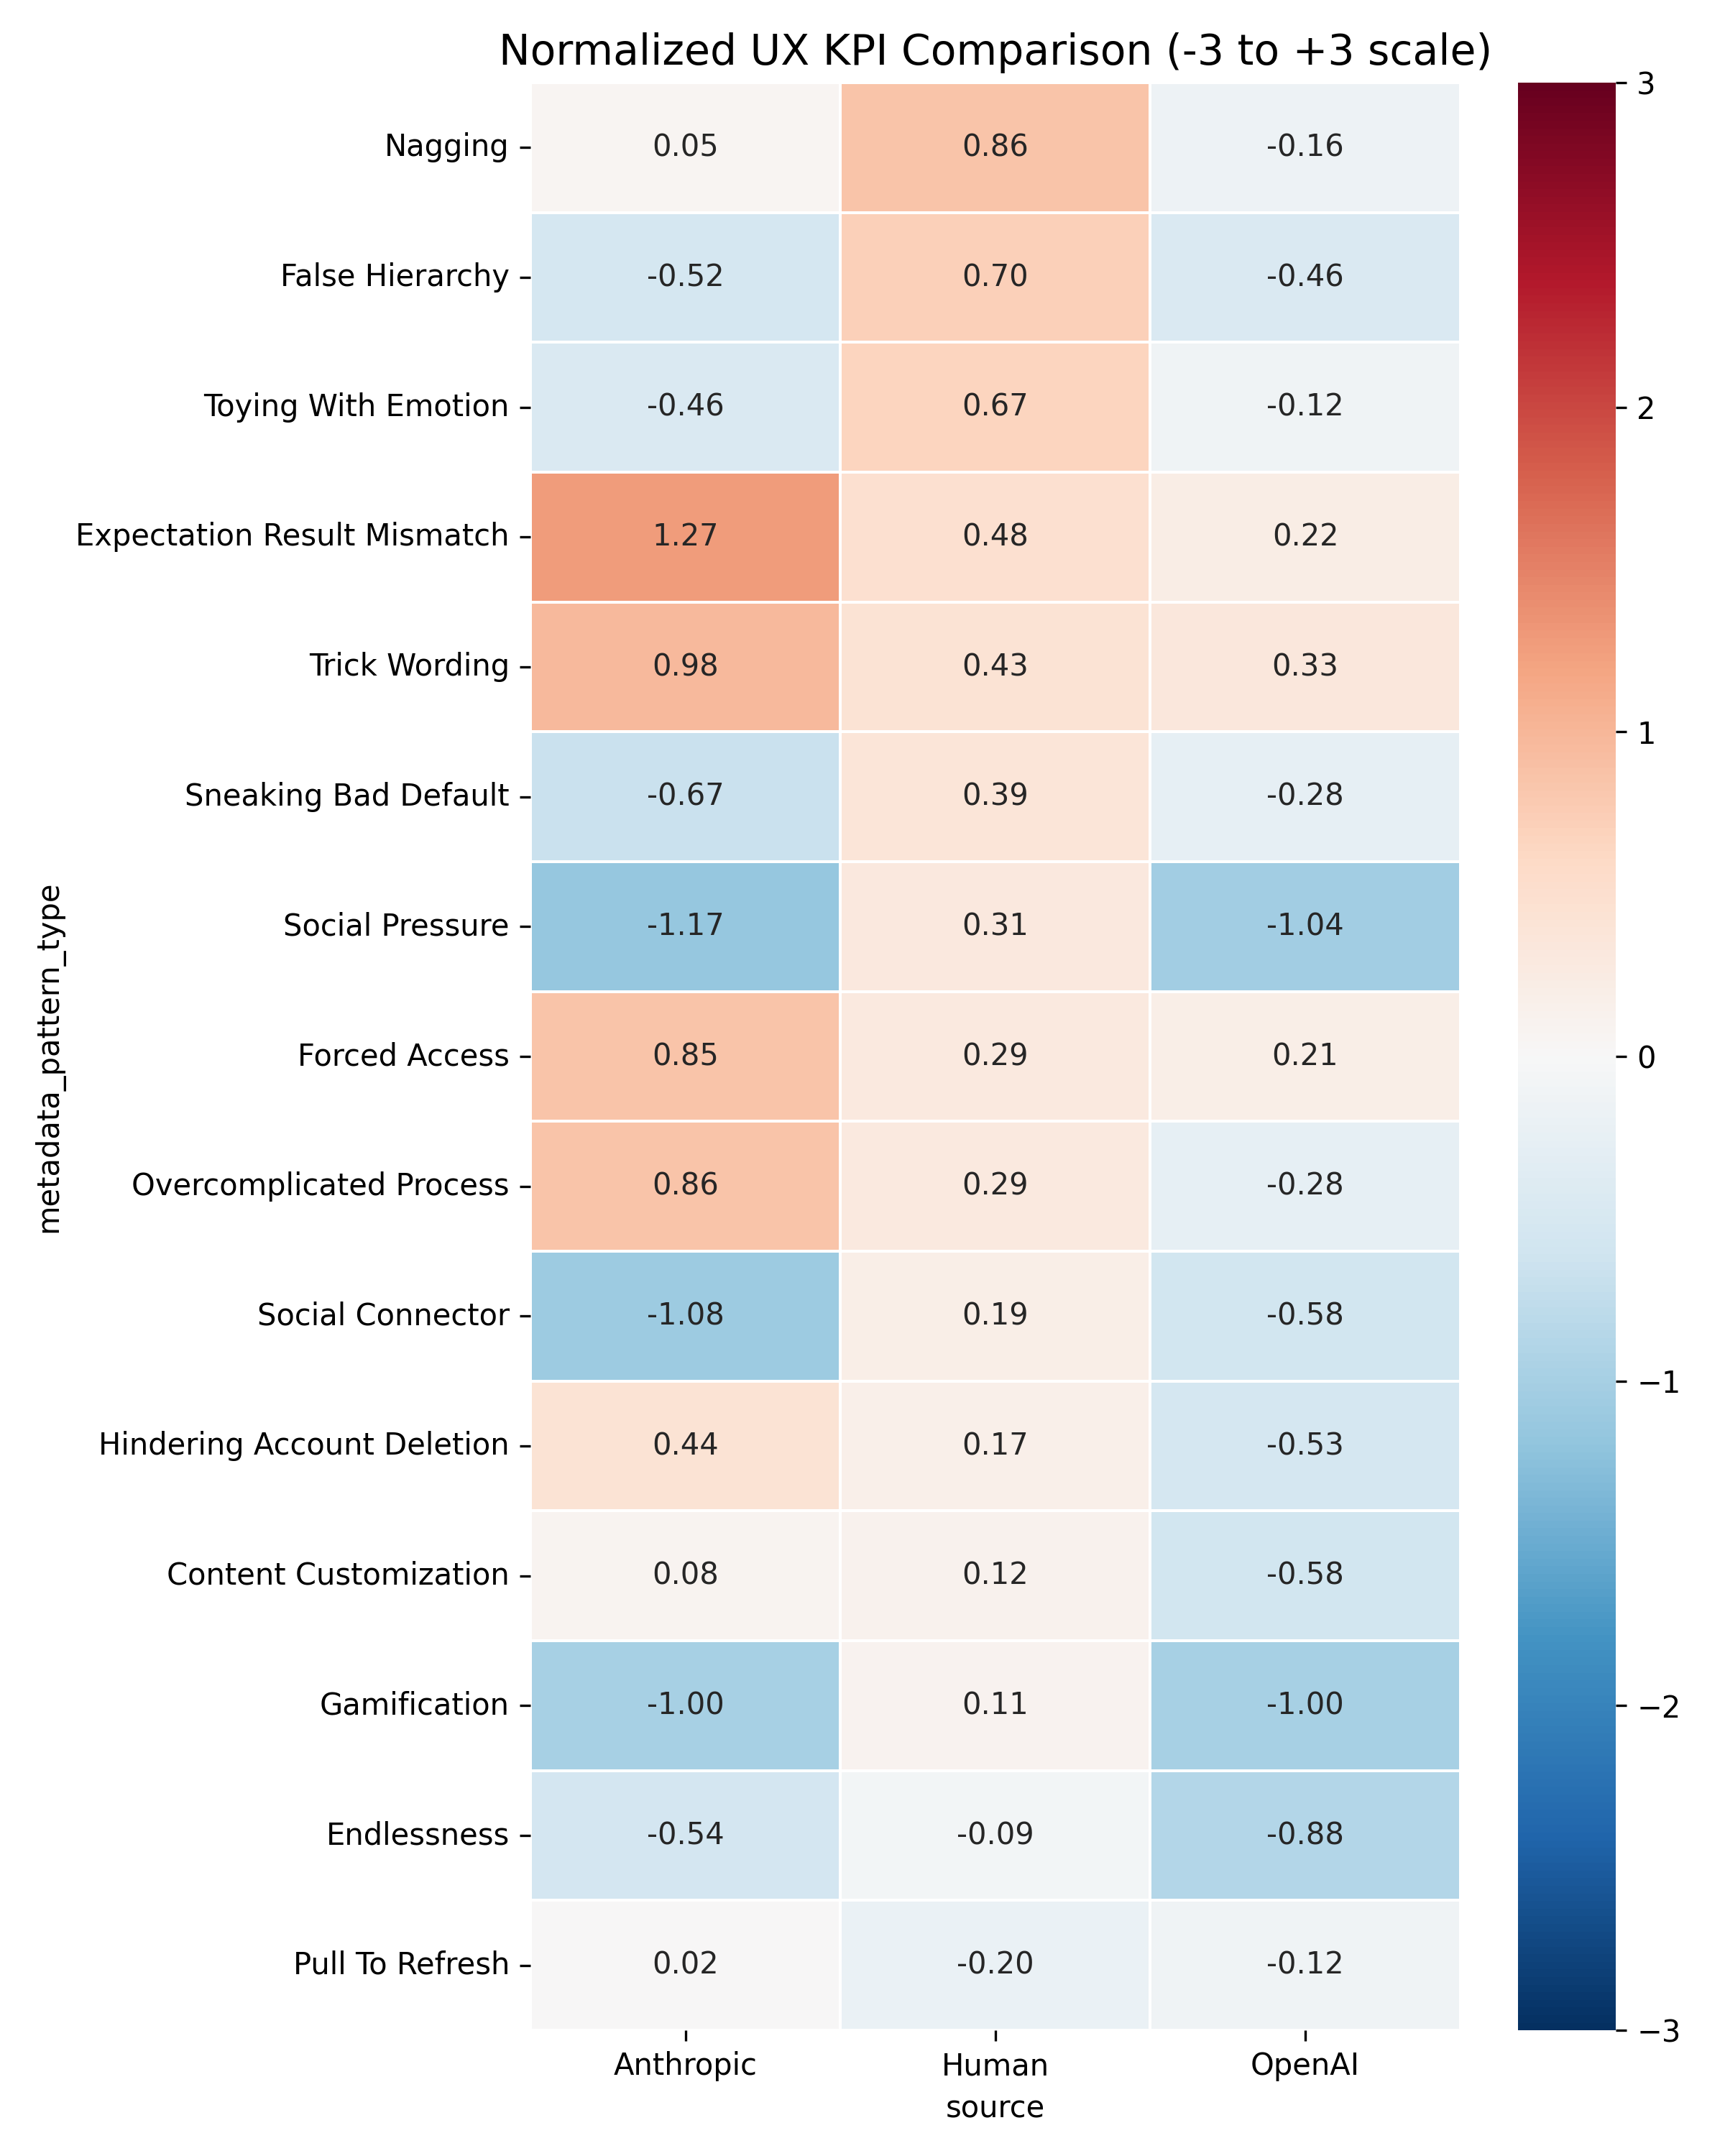 Normalized UX KPI Comparison (-3 to +3 scale)
Nagging 0.05 0.86 -0.16
False Hierarchy -0.52 0.70 -0.46
Toying With Emotion -0.46 0.67 -0.12
Expectation Result Mismatch 1.27 0.48 0.22
Trick Wording 0.98 0.43 0.33
Sneaking Bad Default -0.67 0.39 -0.28
Social Pressure -1.17 0.31 -1.04
Forced Access 0.85 0.29 0.21
Overcomplicated Process 0.86 0.29 -0.28
Social Connector -1.08 0.19 -0.58
Hindering Account Deletion 0.44 0.17 -0.53
Content Customization 0.08 0.12 -0.58
Gamification -1.00 0.11 -1.00
Endlessness -0.54 -0.09 -0.88
Pull To Refresh 0.02 -0.20 -0.12
Anthropic Human OpenAI
source
metadata_pattern_type
3
2
1
0
−1
−2
−3